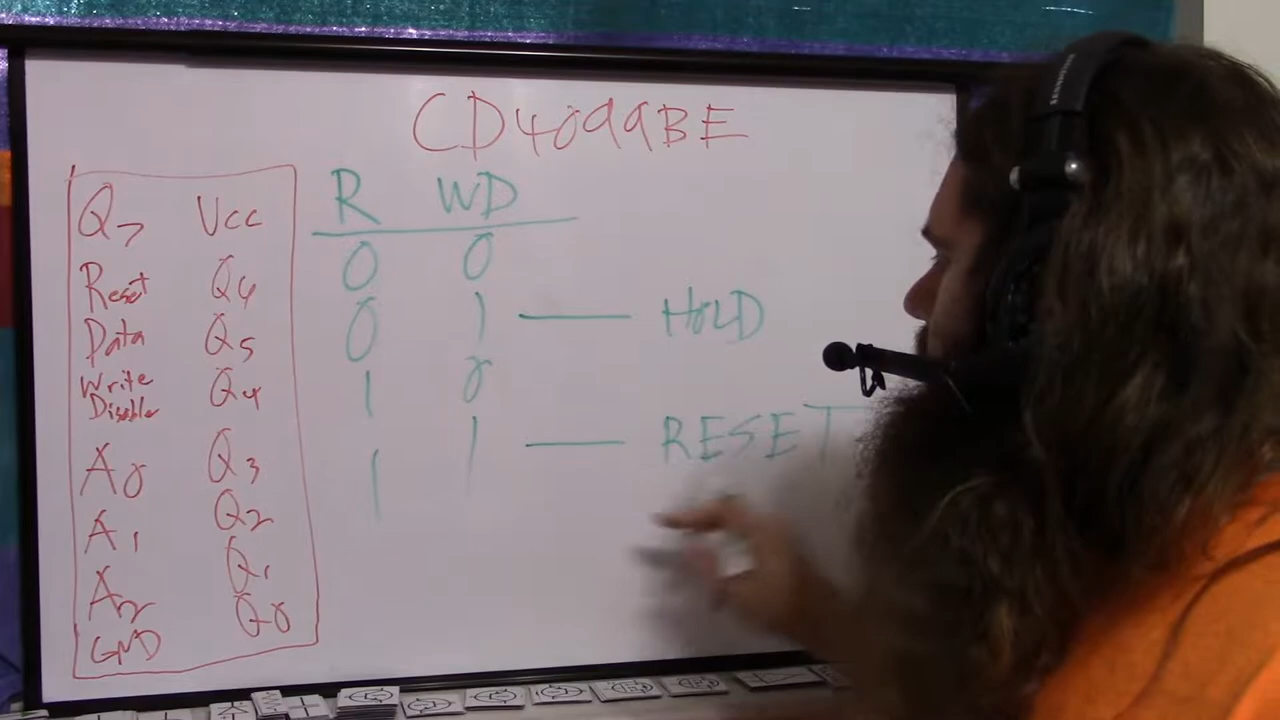 CD4099BE
Q7 Vcc
Reset Q6
Data Q5
Write Disable Q4
A0 Q3
A1 Q2
A2 Q1
GND Q0
R WD
0 0
0 1 — HOLD
1 0
1 1 — RESET